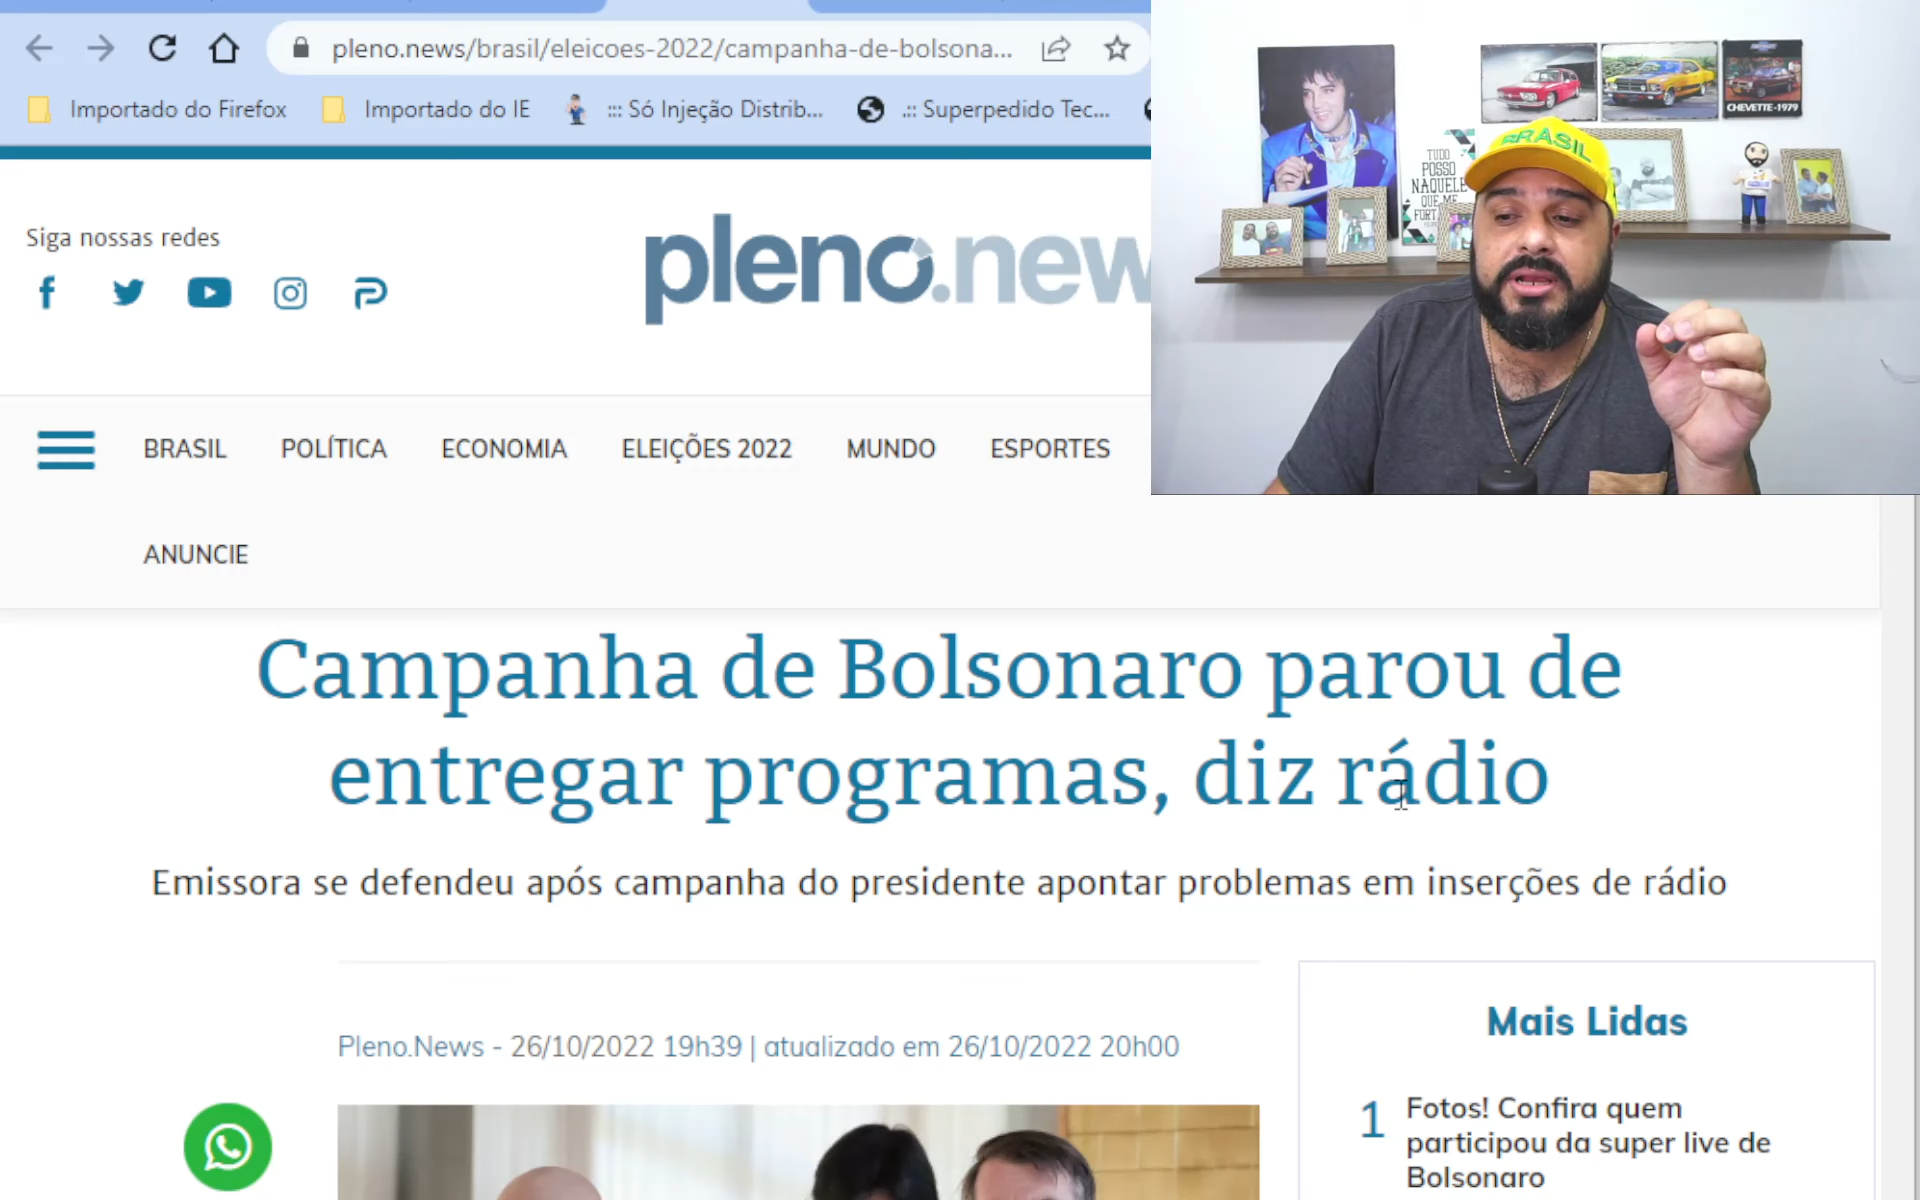 pleno.news/brasil/eleicoes-2022/campanha-de-bolsona...
Importado do Firefox
Importado do IE
::: Só Injeção Distrib...
.:: Superpedido Tec...
Siga nossas redes
pleno.new
BRASIL
POLÍTICA
ECONOMIA
ELEIÇÕES 2022
MUNDO
ESPORTES
ANUNCIE
CHEVETTE-1979
TUDO
POSSO
NAQUELE
QUE ME
FORT
BRASIL
Campanha de Bolsonaro parou de
entregar programas, diz rádio
Emissora se defendeu após campanha do presidente apontar problemas em inserções de rádio
Pleno.News - 26/10/2022 19h39 | atualizado em 26/10/2022 20h00
Mais Lidas
1
Fotos! Confira quem
participou da super live de
Bolsonaro